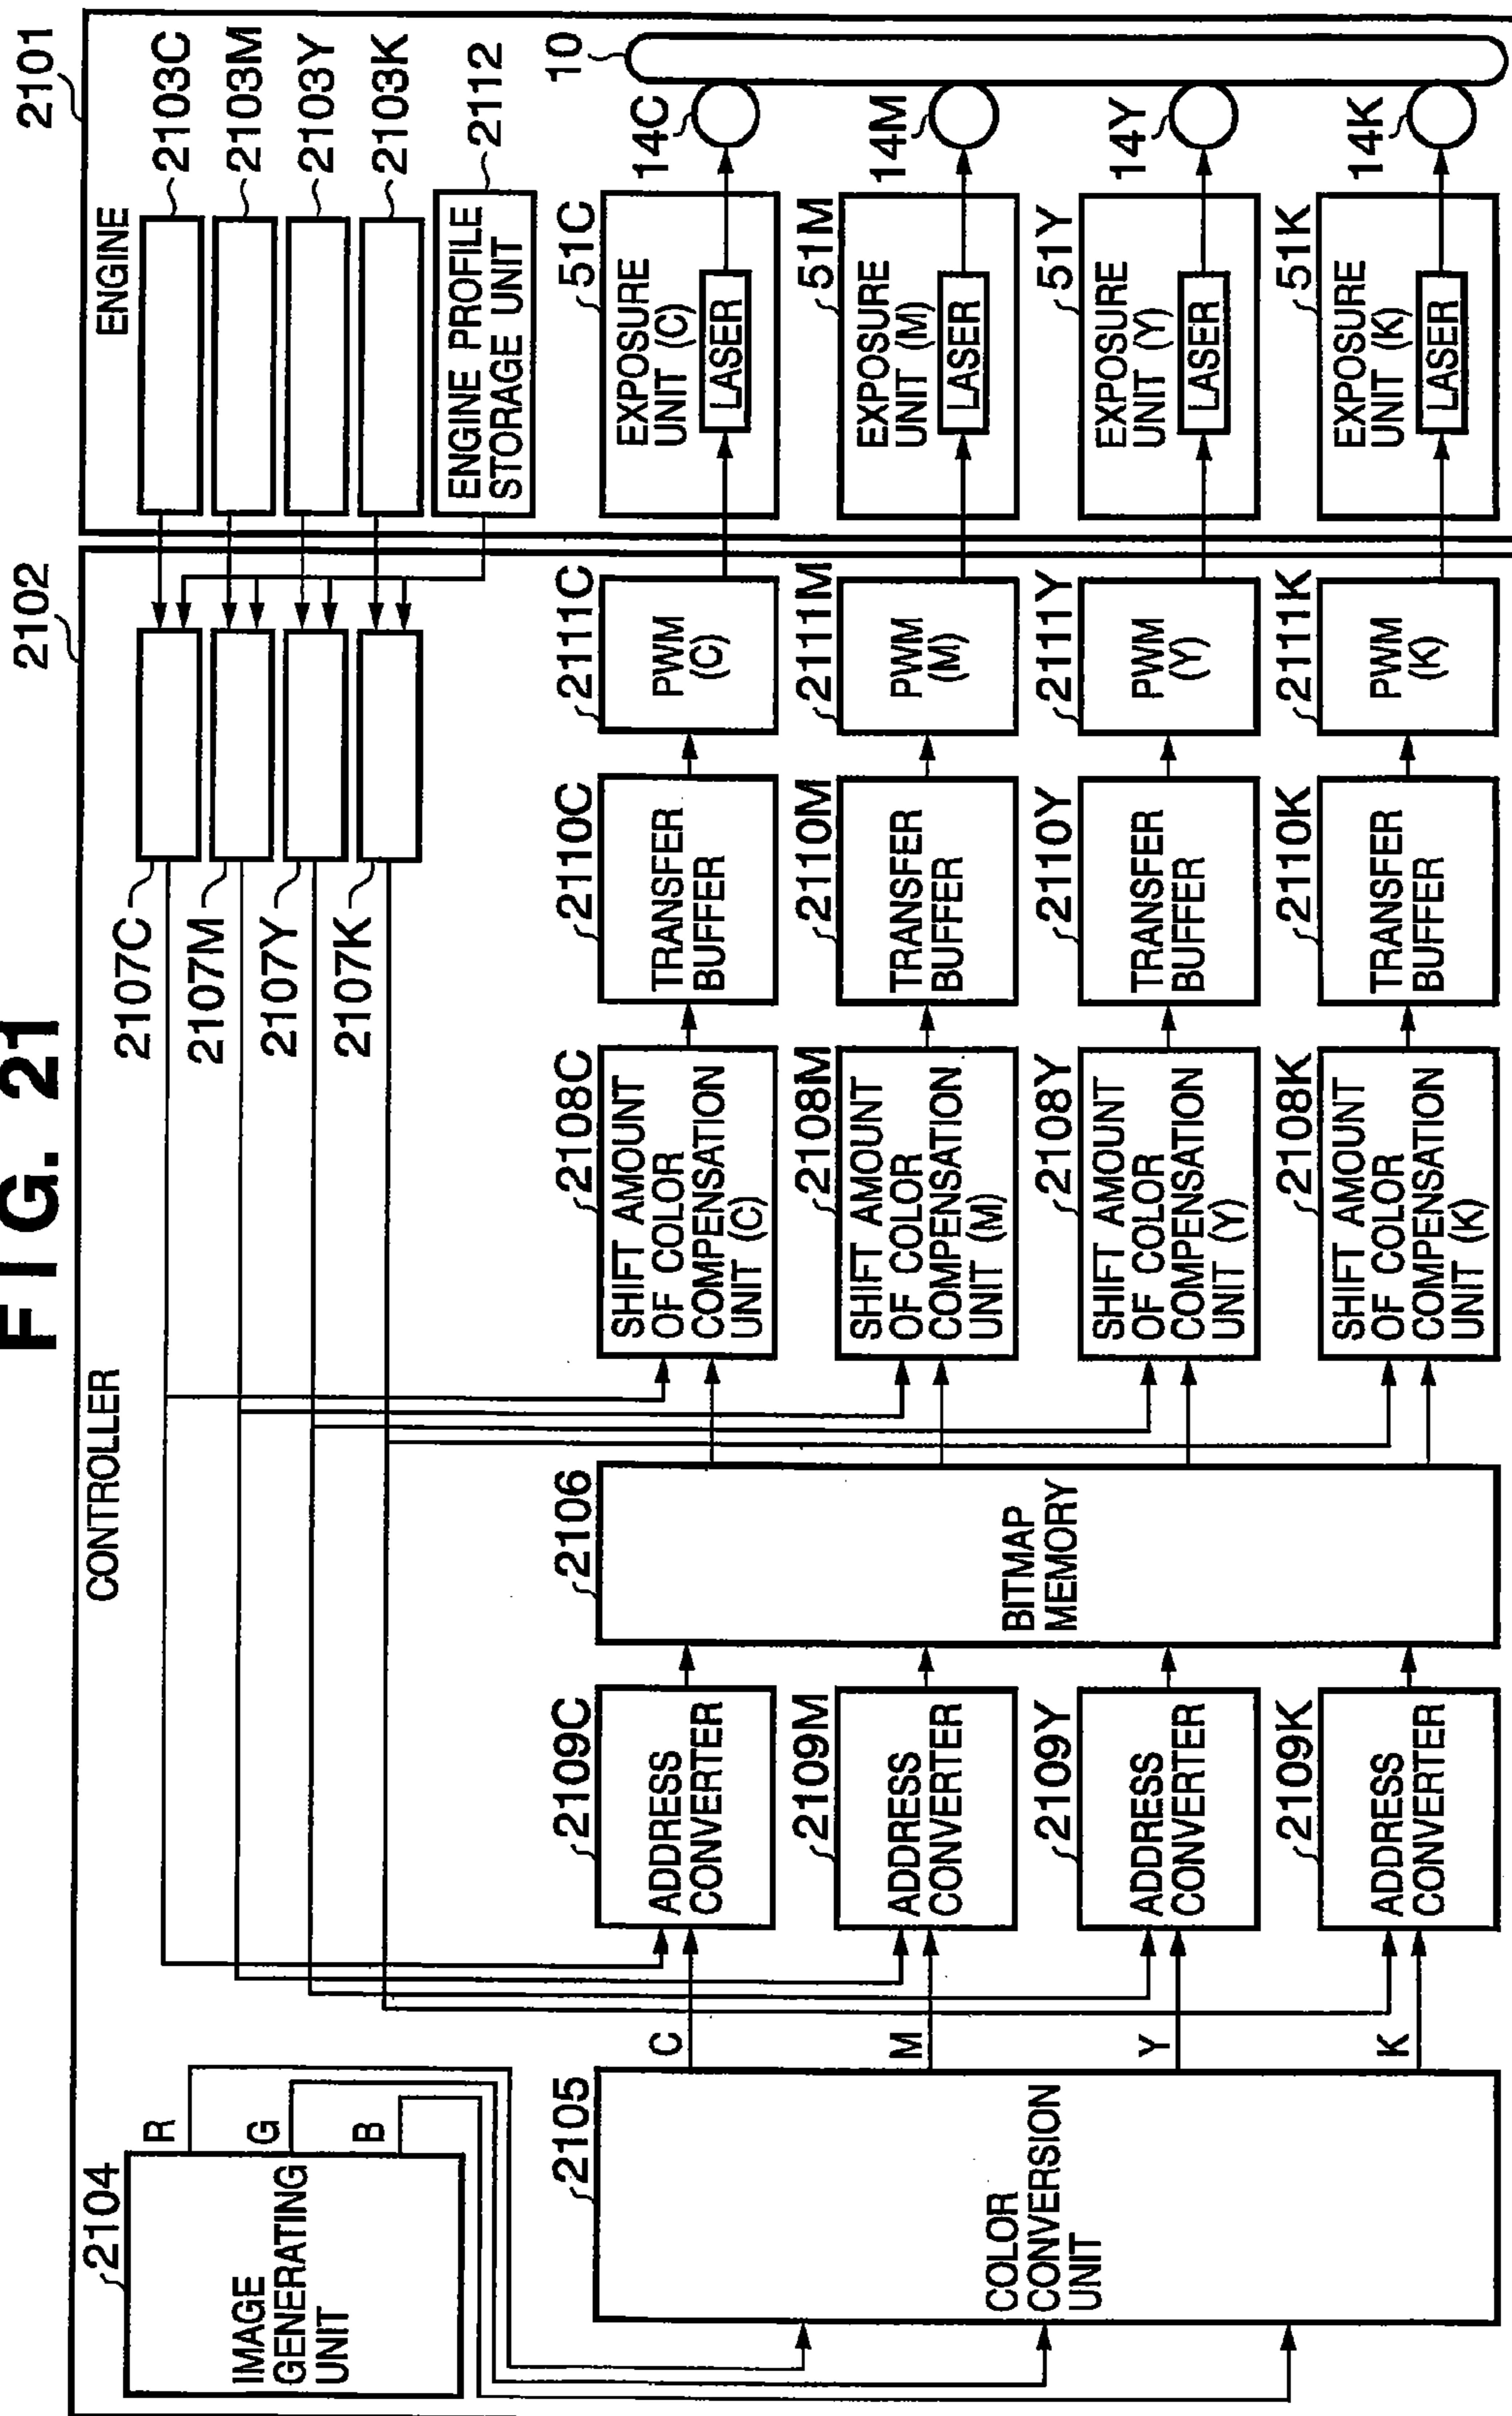 FIG. 21
2102
2101
CONTROLLER
ENGINE
2104
IMAGE
GENERATING
UNIT
R
G
B
2107C
2107M
2107Y
2107K
2103C
2103M
2103Y
2103K
2112
ENGINE PROFILE
STORAGE UNIT
10
2105
COLOR
CONVERSION
UNIT
C
M
Y
K
2109C
ADDRESS
CONVERTER
2109M
ADDRESS
CONVERTER
2109Y
ADDRESS
CONVERTER
2109K
ADDRESS
CONVERTER
2106
BITMAP
MEMORY
2108C
SHIFT AMOUNT
OF COLOR
COMPENSATION
UNIT (C)
2108M
SHIFT AMOUNT
OF COLOR
COMPENSATION
UNIT (M)
2108Y
SHIFT AMOUNT
OF COLOR
COMPENSATION
UNIT (Y)
2108K
SHIFT AMOUNT
OF COLOR
COMPENSATION
UNIT (K)
2110C
TRANSFER
BUFFER
2110M
TRANSFER
BUFFER
2110Y
TRANSFER
BUFFER
2110K
TRANSFER
BUFFER
2111C
PWM
(C)
2111M
PWM
(M)
2111Y
PWM
(Y)
2111K
PWM
(K)
51C
EXPOSURE
UNIT (C)
LASER
51M
EXPOSURE
UNIT (M)
LASER
51Y
EXPOSURE
UNIT (Y)
LASER
51K
EXPOSURE
UNIT (K)
LASER
14C
14M
14Y
14K